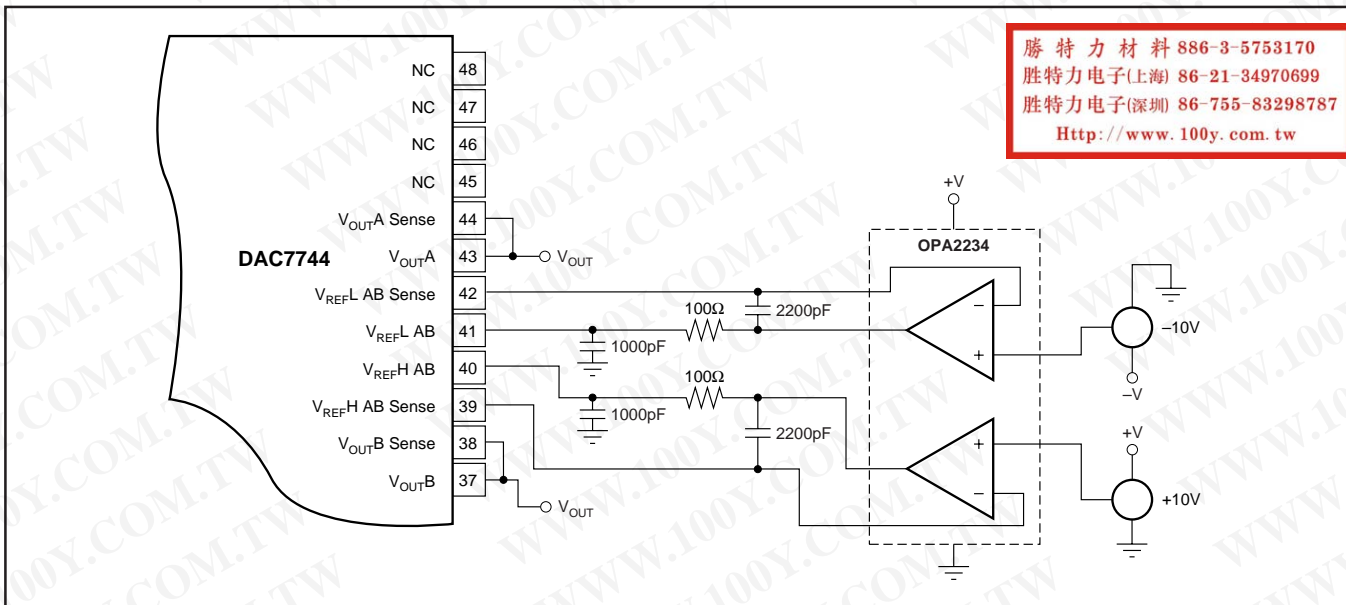 勝 特 力 材 料 886-3-5753170
胜特力电子(上海) 86-21-34970699
胜特力电子(深圳) 86-755-83298787
Http://www. 100y. com. tw
DAC7744
NC 48
NC 47
NC 46
NC 45
VOUTA Sense 44
VOUTA 43
VOUT
VREFL AB Sense 42
VREFL AB 41
VREFH AB 40
VREFH AB Sense 39
VOUTB Sense 38
VOUTB 37
VOUT
100Ω
2200pF
1000pF
100Ω
1000pF
2200pF
+V
OPA2234
−
+
+
−
–10V
–V
+V
+10V
WWW.100Y.COM.TW